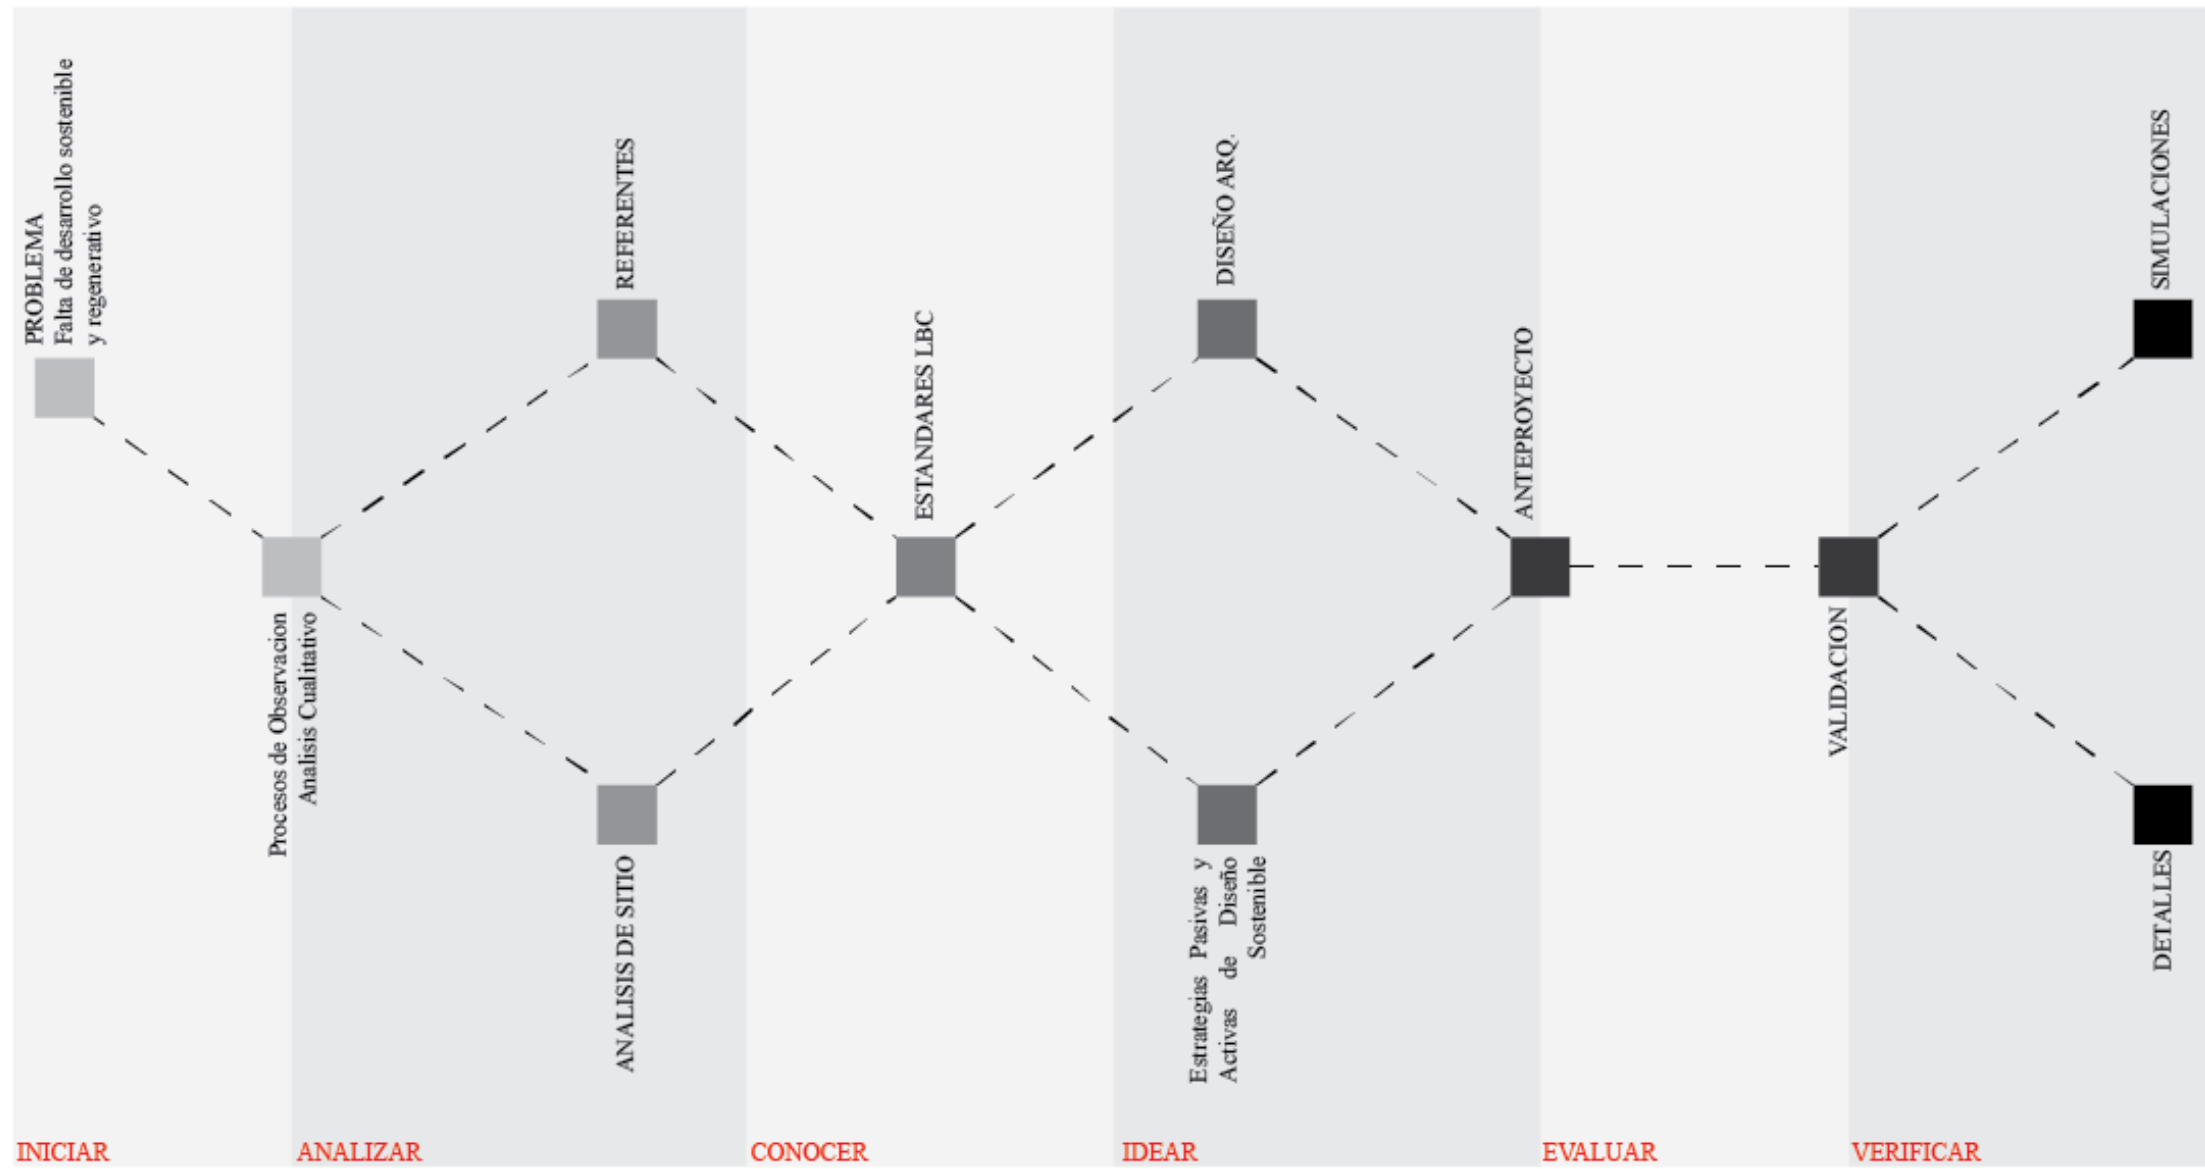 PROBLEMA
Falta de desarrollo sostenible
y regenerativo
Procesos de Observacion
Analisis Cualitativo
REFERENTES
ANALISIS DE SITIO
ESTANDARES LBC
DISEÑO ARQ.
Estrategias Pasivas y
Activas de Diseño
Sostenible
ANTEPROYECTO
VALIDACION
SIMULACIONES
DETALLES
INICIAR
ANALIZAR
CONOCER
IDEAR
EVALUAR
VERIFICAR